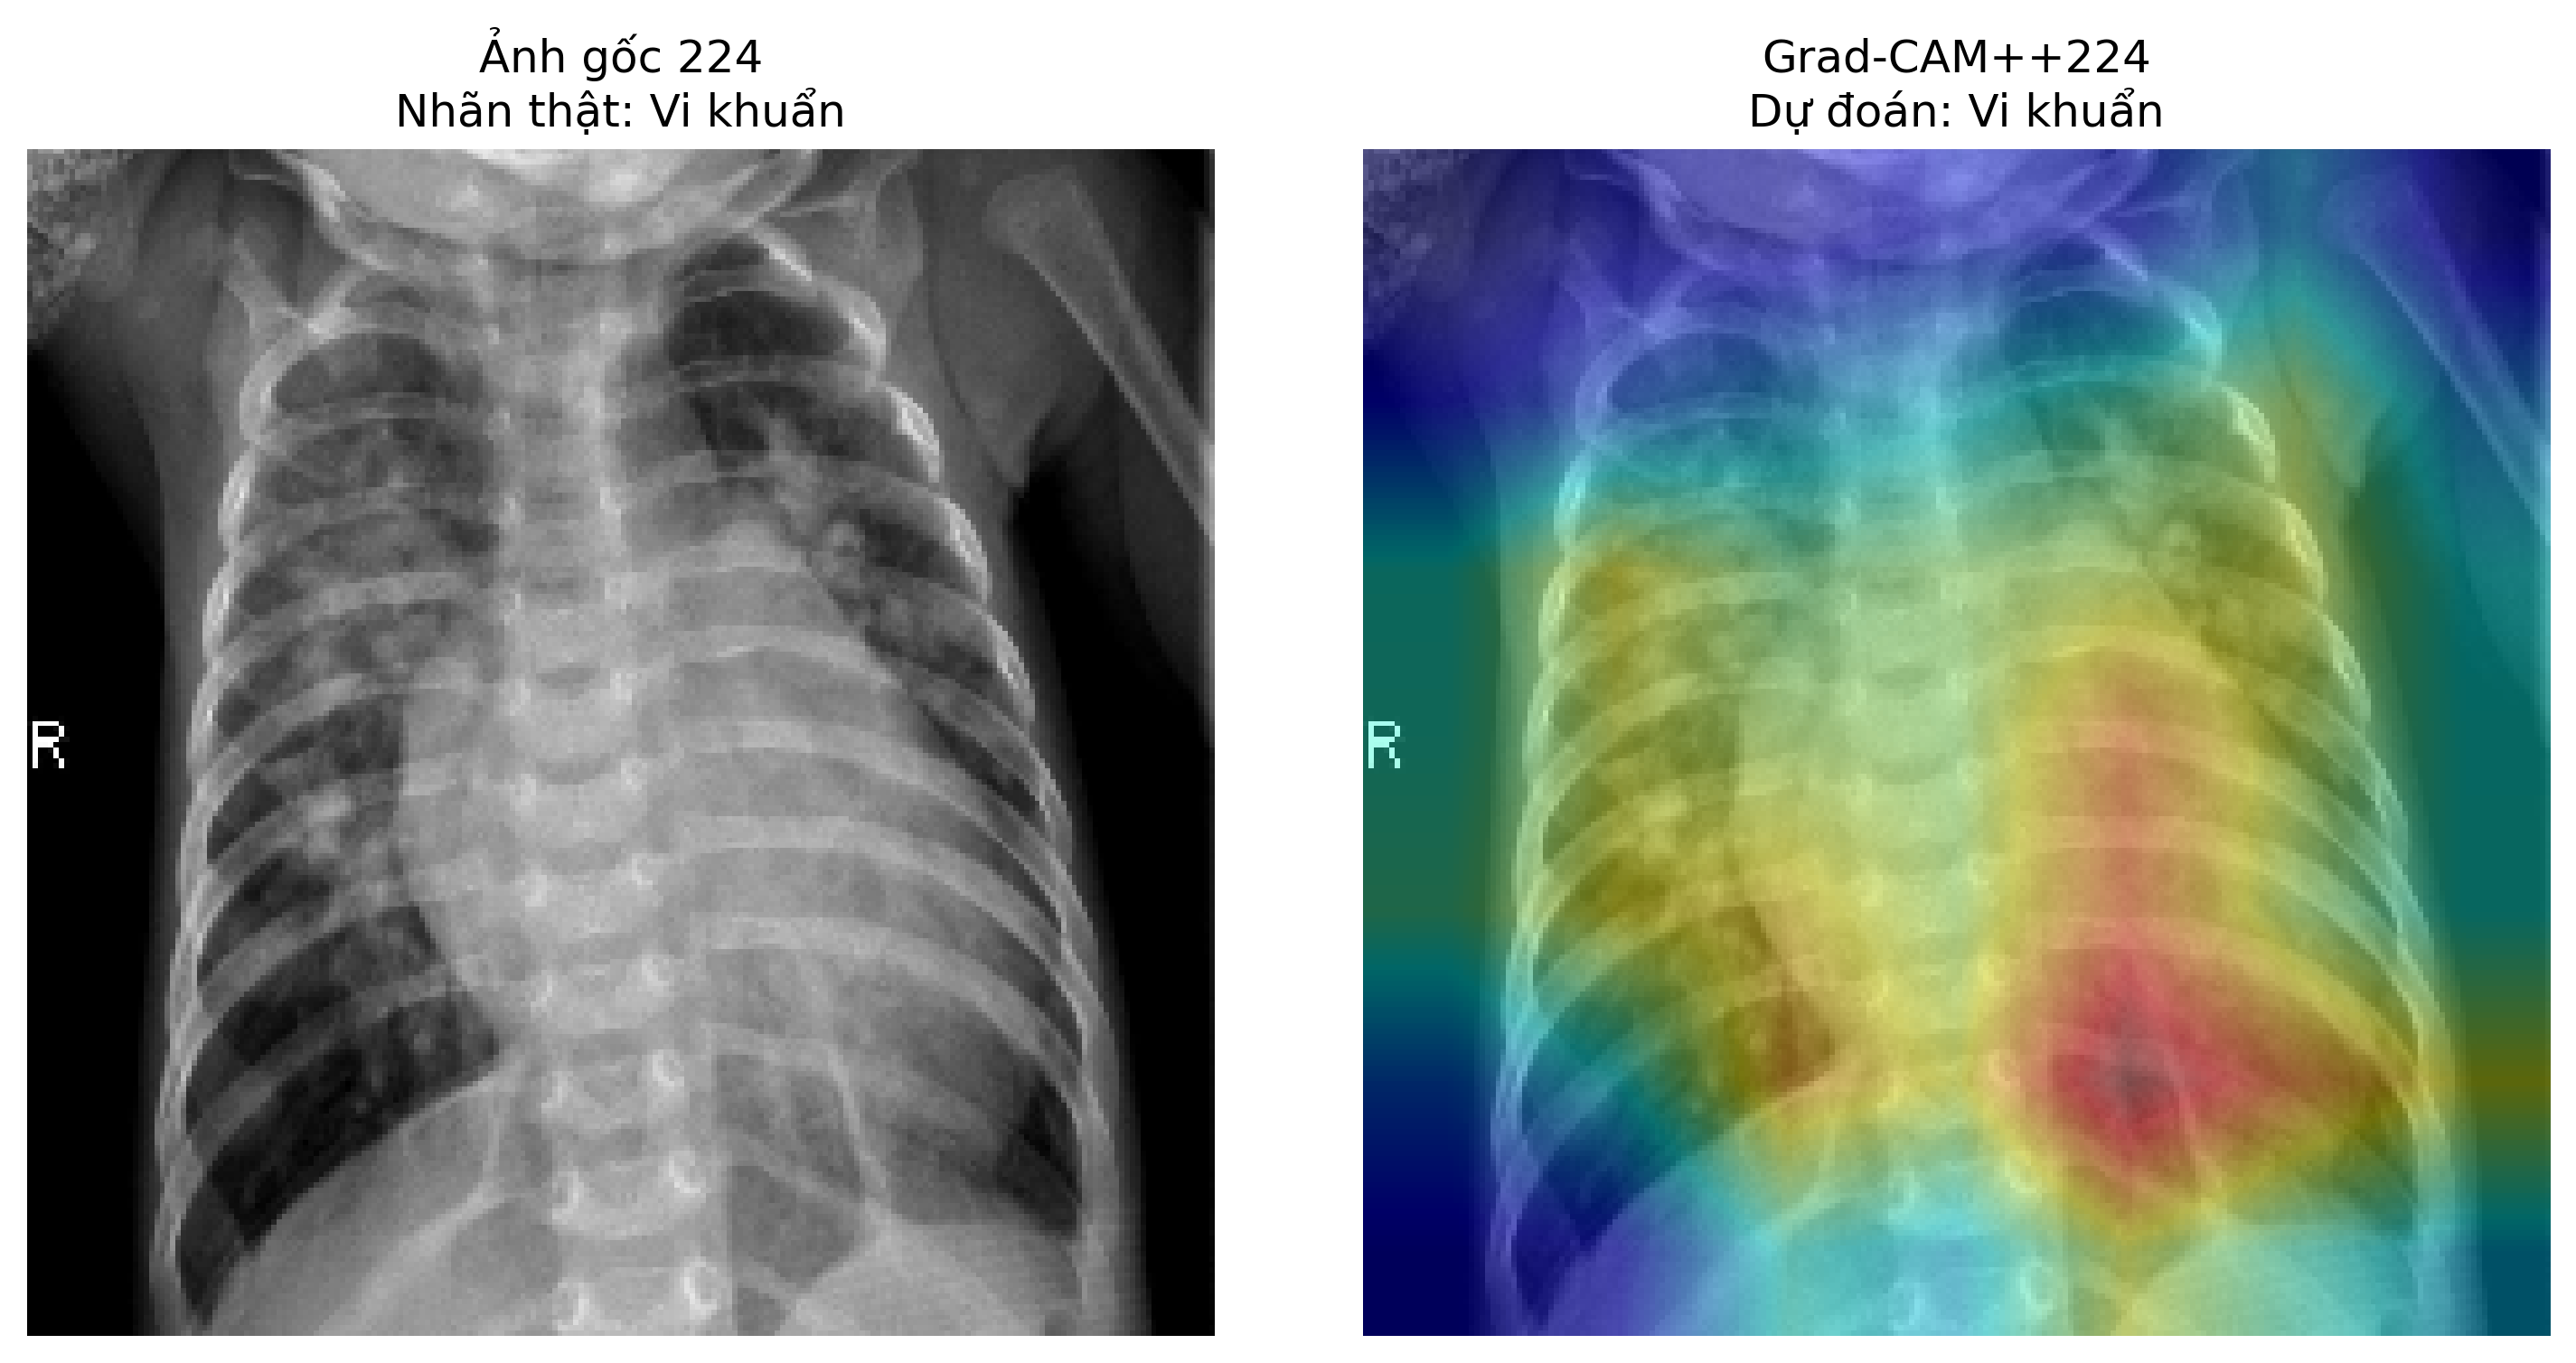 Ảnh gốc 224
Nhãn thật: Vi khuẩn
Grad-CAM++224
Dự đoán: Vi khuẩn
R
R